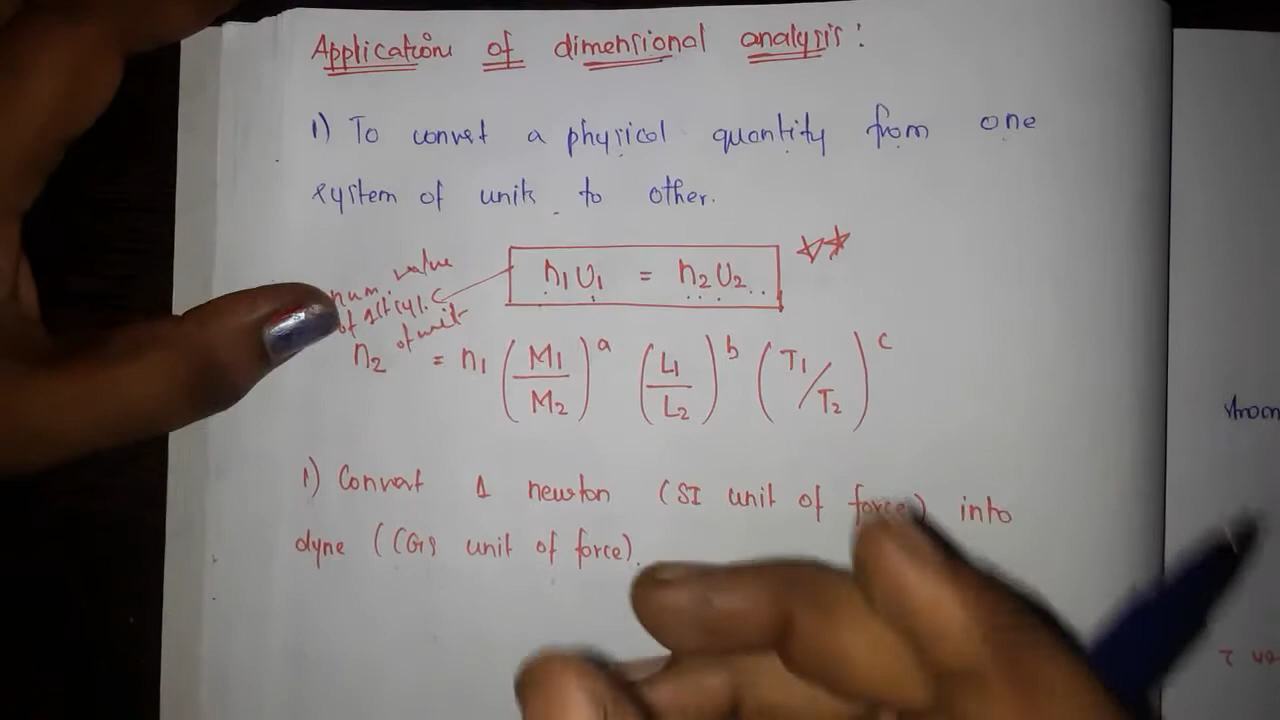 Application of dimensional analysis:
1) To convert a physical quantity from one
system of units to other.
n1 U1 = n2 U2
num. value
of
of unit
n2 = n1 (M1/M2)^a (L1/L2)^b (T1/T2)^c
1) Convert 1 newton (SI unit of force) into
dyne (CGS unit of force).